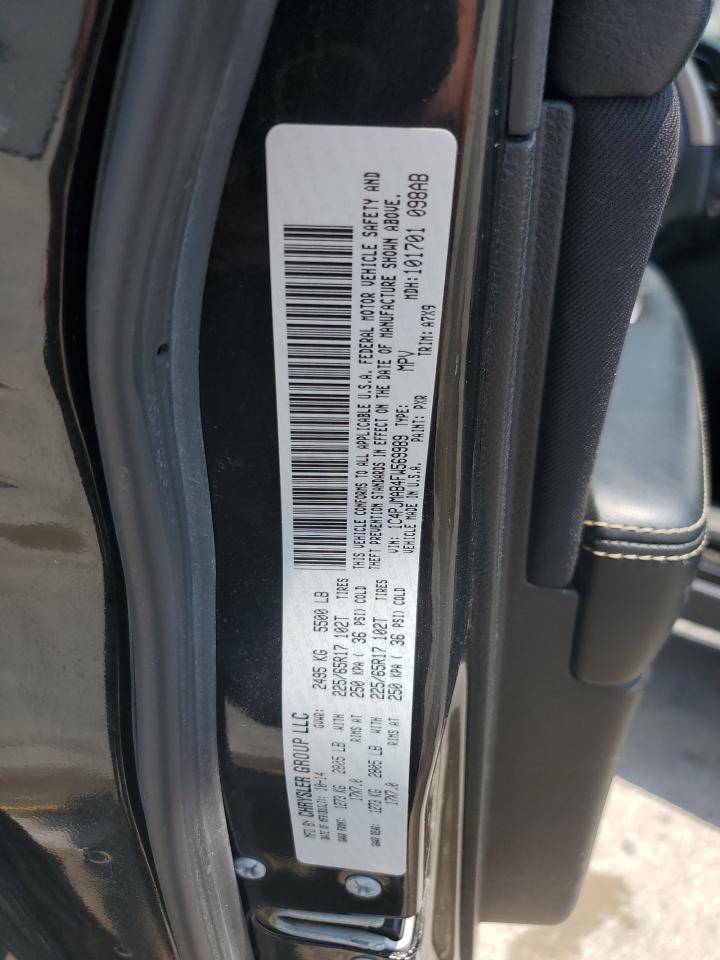 MFD BY CHRYSLER GROUP LLC
DATE OF MFR: 10-14 GVWR: 2495 KG 5500 LB
GAWR FRONT: 1273 KG 2805 LB WITH 225/65R17 102T TIRES
17X7.0 RIMS AT 250 KPA ( 36 PSI) COLD
GAWR REAR: 1273 KG 2805 LB WITH 225/65R17 102T TIRES
17X7.0 RIMS AT 250 KPA ( 36 PSI) COLD
THIS VEHICLE CONFORMS TO ALL APPLICABLE U.S.A. FEDERAL MOTOR VEHICLE SAFETY AND
THEFT PREVENTION STANDARDS IN EFFECT ON THE DATE OF MANUFACTURE SHOWN ABOVE.
VIN: 1C4PJMAB4FW569989 TYPE: MPV MDH:101701 098AB
VEHICLE MADE IN U.S.A. PAINT: PXR TRIM: A7X9